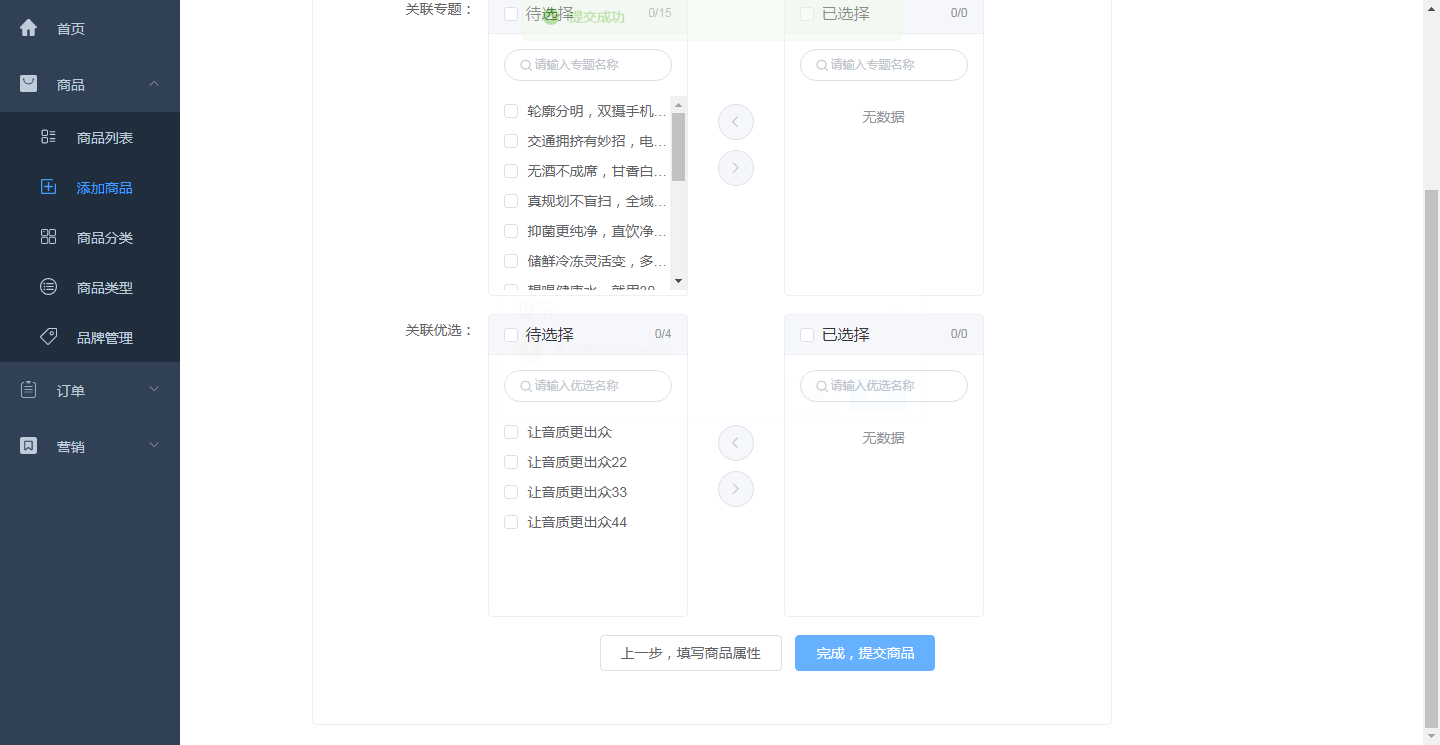 首页
商品
商品列表
添加商品
商品分类
商品类型
品牌管理
订单
营销
关联专题：
待选择 0/15
提交成功
请输入专题名称
轮廓分明，双摄手机...
交通拥挤有妙招，电...
无酒不成席，甘香白...
真规划不盲扫，全域...
抑菌更纯净，直饮净...
储鲜冷冻灵活变，多...
已选择 0/0
请输入专题名称
无数据
关联优选：
待选择 0/4
请输入优选名称
让音质更出众
让音质更出众22
让音质更出众33
让音质更出众44
已选择 0/0
请输入优选名称
无数据
上一步，填写商品属性
完成，提交商品